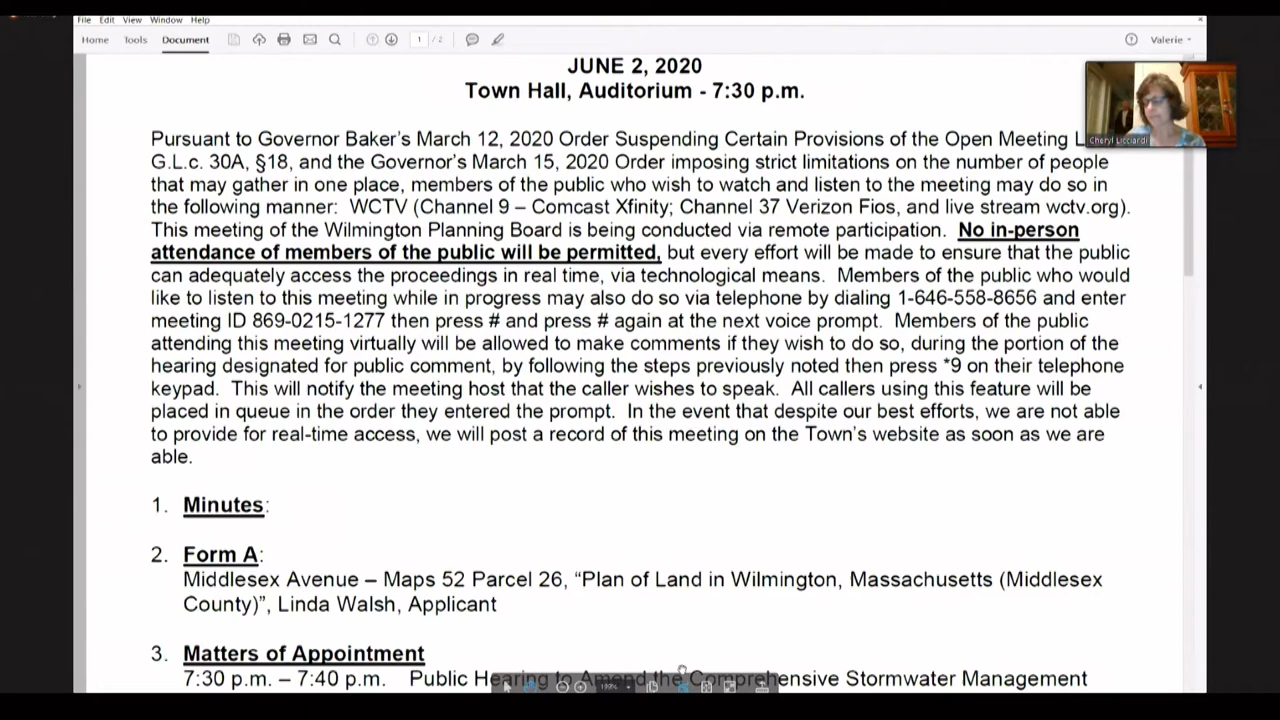 File Edit View Window Help
Home Tools Document 1 / 2 Valerie
JUNE 2, 2020
Town Hall, Auditorium - 7:30 p.m.
Cheryl Licciardi
Pursuant to Governor Baker's March 12, 2020 Order Suspending Certain Provisions of the Open Meeting
G.L.c. 30A, §18, and the Governor's March 15, 2020 Order imposing strict limitations on the number of people
that may gather in one place, members of the public who wish to watch and listen to the meeting may do so in
the following manner: WCTV (Channel 9 – Comcast Xfinity; Channel 37 Verizon Fios, and live stream wctv.org).
This meeting of the Wilmington Planning Board is being conducted via remote participation. No in-person
attendance of members of the public will be permitted, but every effort will be made to ensure that the public
can adequately access the proceedings in real time, via technological means. Members of the public who would
like to listen to this meeting while in progress may also do so via telephone by dialing 1-646-558-8656 and enter
meeting ID 869-0215-1277 then press # and press # again at the next voice prompt. Members of the public
attending this meeting virtually will be allowed to make comments if they wish to do so, during the portion of the
hearing designated for public comment, by following the steps previously noted then press *9 on their telephone
keypad. This will notify the meeting host that the caller wishes to speak. All callers using this feature will be
placed in queue in the order they entered the prompt. In the event that despite our best efforts, we are not able
to provide for real-time access, we will post a record of this meeting on the Town's website as soon as we are
able.
1. Minutes:
2. Form A:
Middlesex Avenue – Maps 52 Parcel 26, “Plan of Land in Wilmington, Massachusetts (Middlesex
County)”, Linda Walsh, Applicant
3. Matters of Appointment
7:30 p.m. – 7:40 p.m. Public Hearing to Amend the Comprehensive Stormwater Management